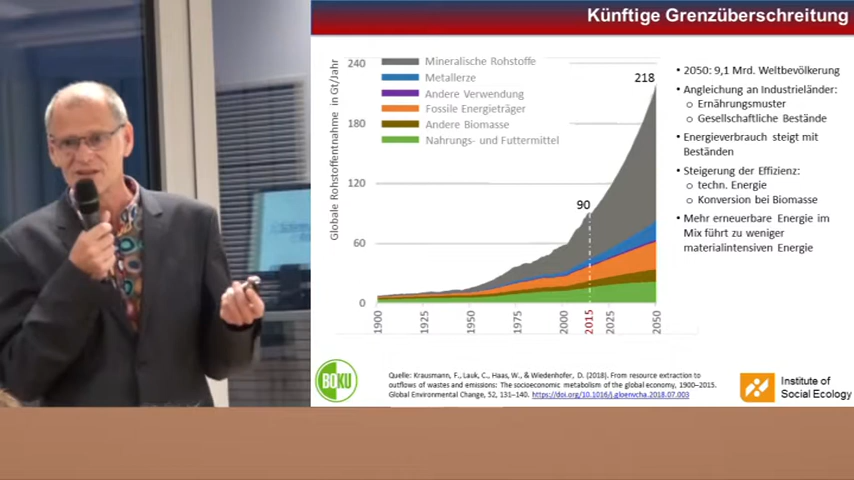 Künftige Grenzüberschreitung
Globale Rohstoffentnahme in Gt/Jahr
240
180
120
60
0
Mineralische Rohstoffe
Metallerze
Andere Verwendung
Fossile Energieträger
Andere Biomasse
Nahrungs- und Futtermittel
218
90
1900
1925
1950
1975
2000
2015
2025
2050
• 2050: 9,1 Mrd. Weltbevölkerung
• Angleichung an Industrieländer:
o Ernährungsmuster
o Gesellschaftliche Bestände
• Energieverbrauch steigt mit
Beständen
• Steigerung der Effizienz:
o techn. Energie
o Konversion bei Biomasse
• Mehr erneuerbare Energie im
Mix führt zu weniger
materialintensiven Energie
BOKU
Quelle: Krausmann, F., Lauk, C., Haas, W., & Wiedenhofer, D. (2018). From resource extraction to
outflows of wastes and emissions: The socioeconomic metabolism of the global economy, 1900–2015.
Global Environmental Change, 52, 131–140. https://doi.org/10.1016/j.gloenvcha.2018.07.003
Institute of
Social Ecology